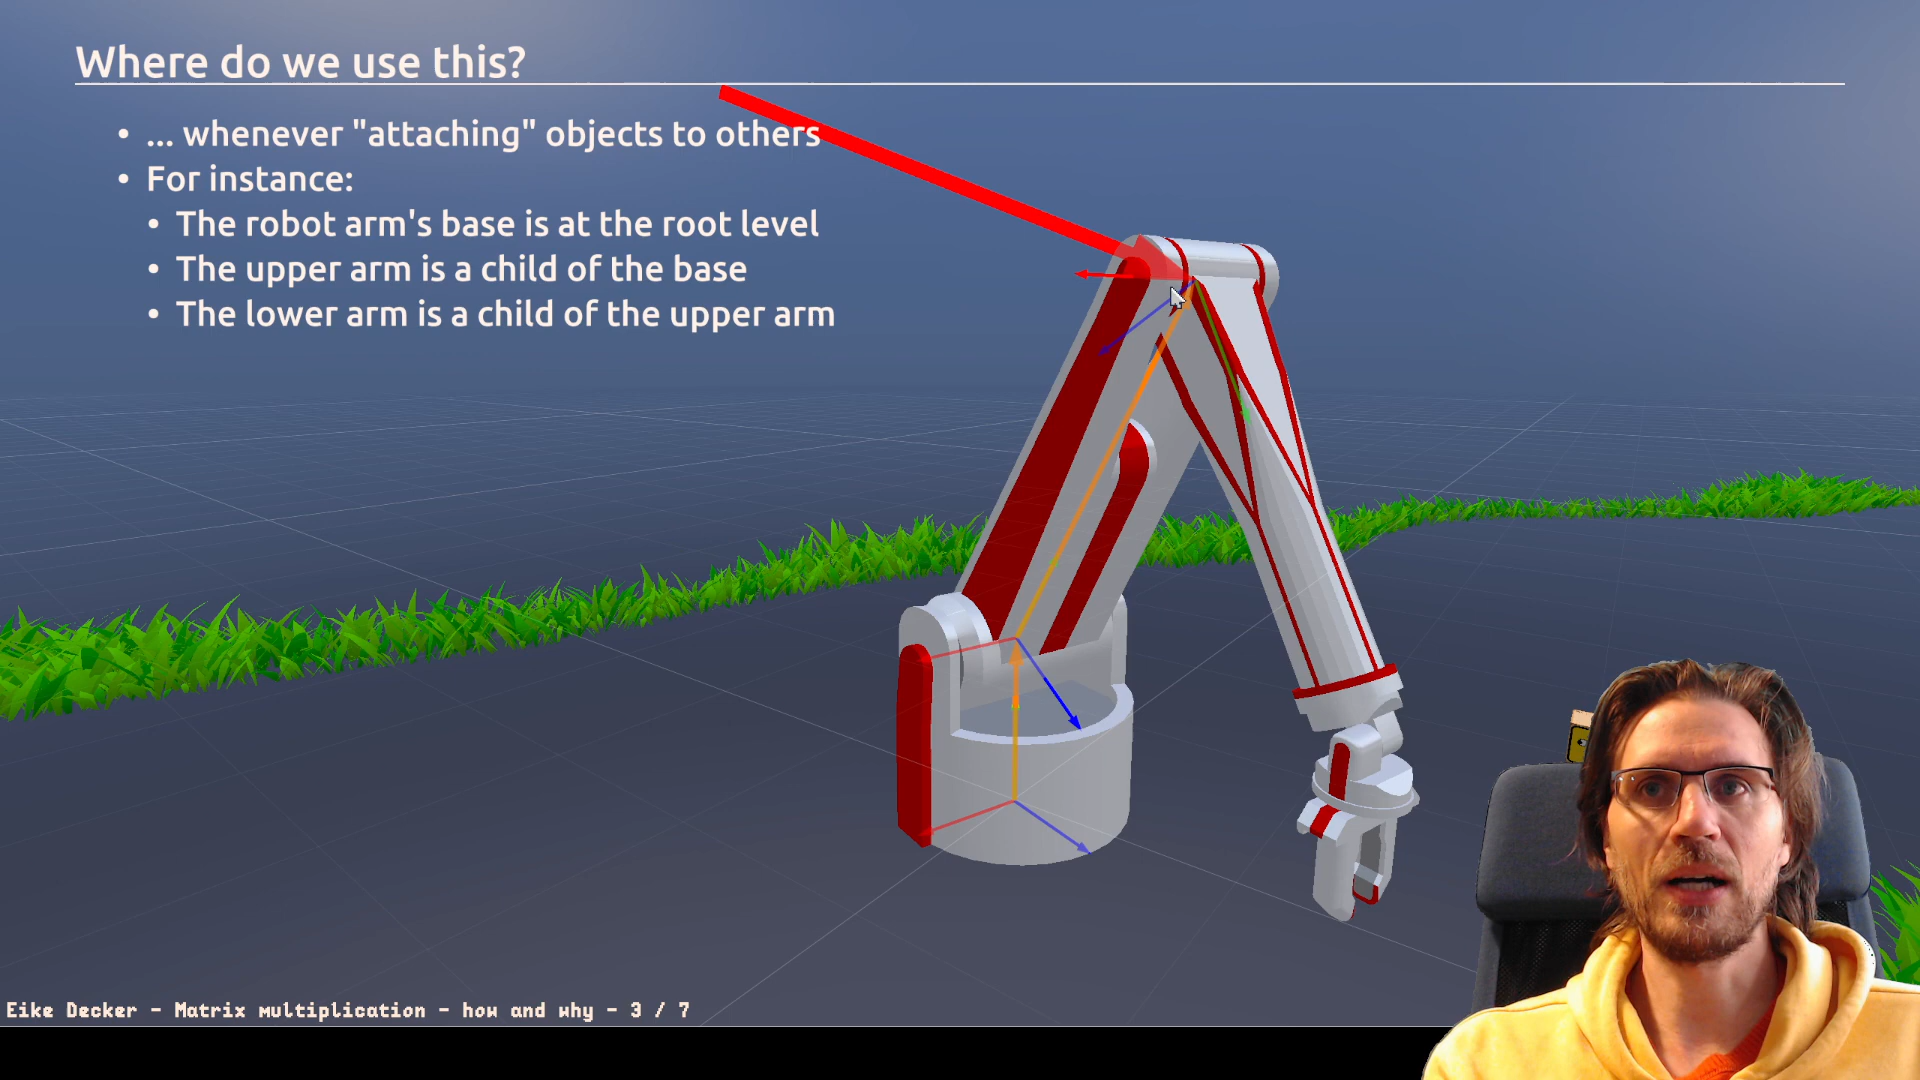 Where do we use this?
• ... whenever "attaching" objects to others
• For instance:
• The robot arm's base is at the root level
• The upper arm is a child of the base
• The lower arm is a child of the upper arm
Eike Decker - Matrix multiplication - how and why - 3 / 7